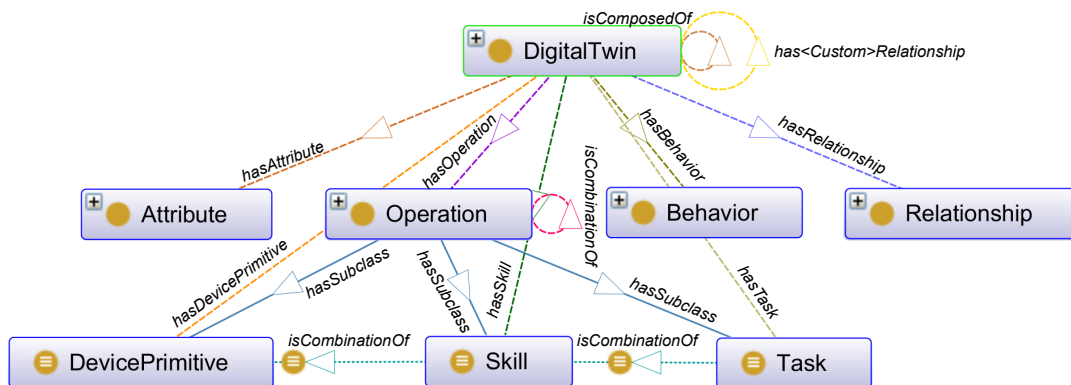 isComposedOf
DigitalTwin
has<Custom>Relationship
hasAttribute
hasOperation
isCombinationOf
hasBehavior
hasRelationship
Attribute
Operation
Behavior
Relationship
hasDevicePrimitive
hasSubclass
hasSubclass
hasSkill
hasSubclass
hasTask
isCombinationOf
isCombinationOf
DevicePrimitive
Skill
Task